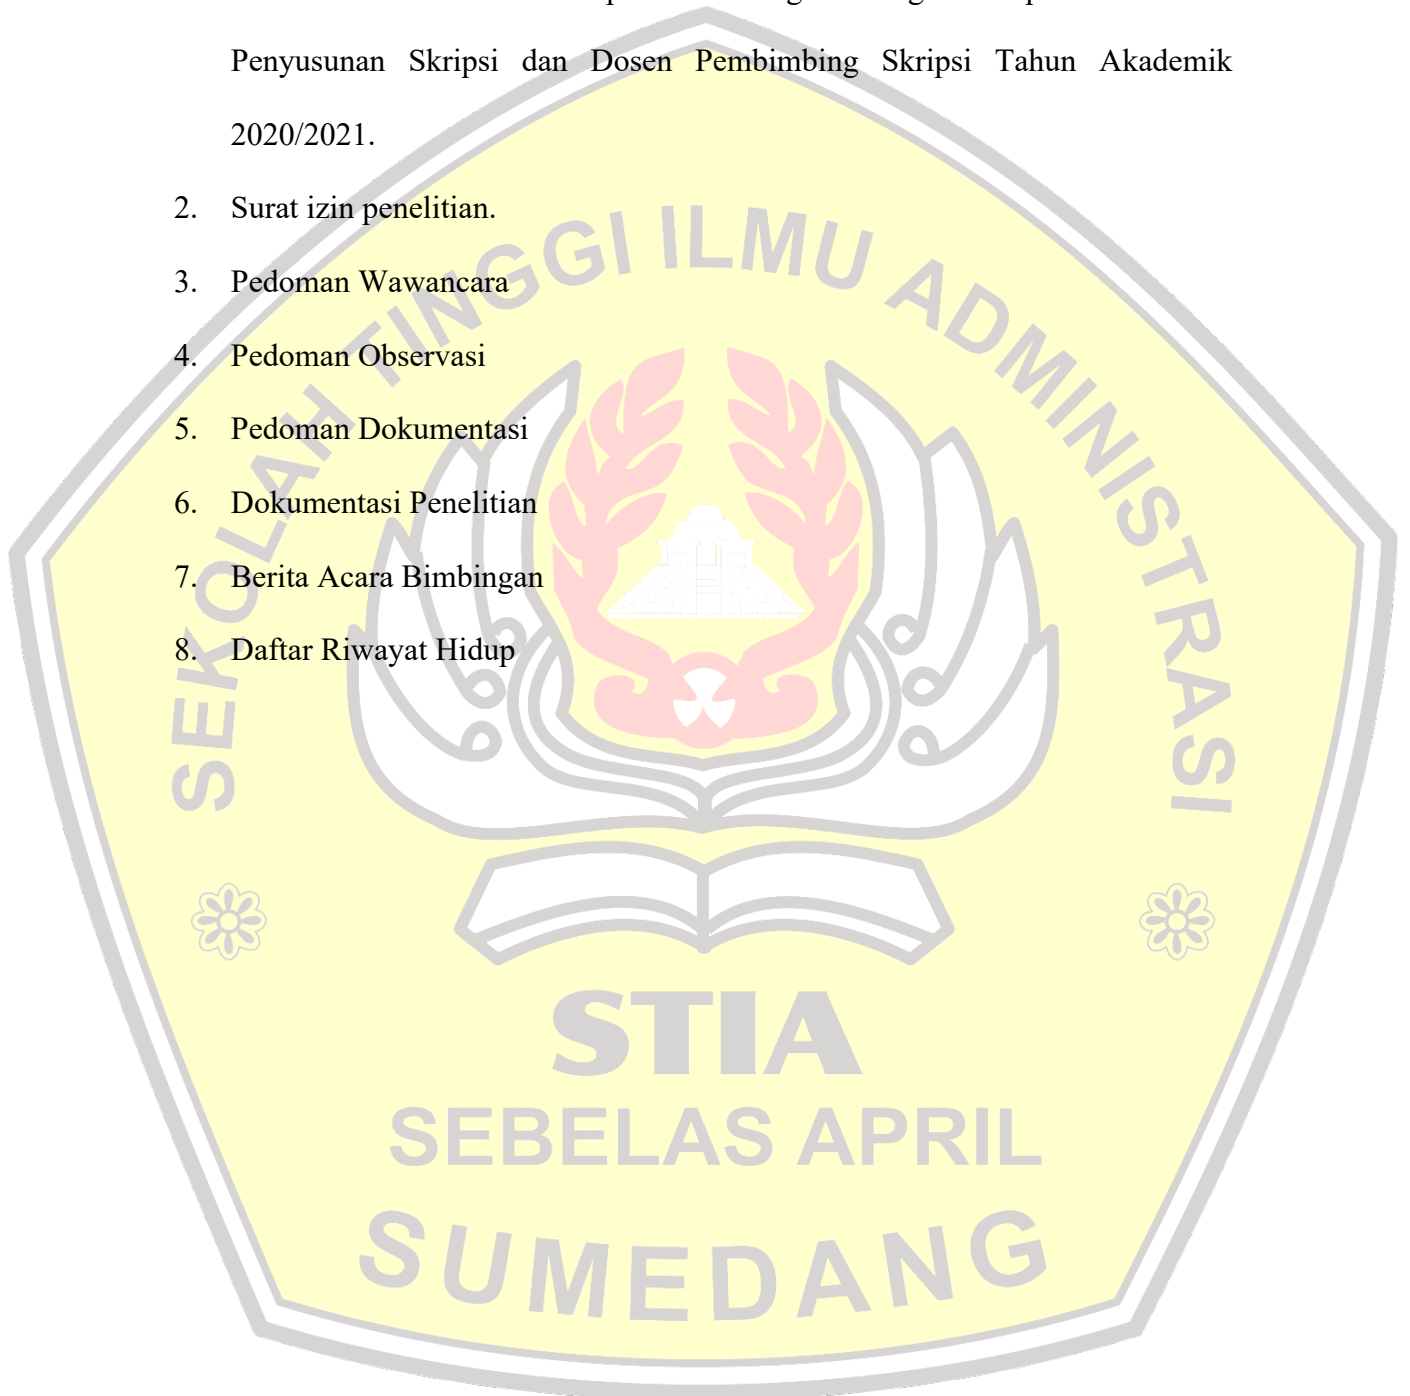 Penyusunan Skripsi dan Dosen Pembimbing Skripsi Tahun Akademik
2020/2021.
2. Surat izin penelitian.
3. Pedoman Wawancara
4. Pedoman Observasi
5. Pedoman Dokumentasi
6. Dokumentasi Penelitian
7. Berita Acara Bimbingan
8. Daftar Riwayat Hidup
SEKOLAH TINGGI ILMU ADMINISTRASI
STIA
SEBELAS APRIL
SUMEDANG